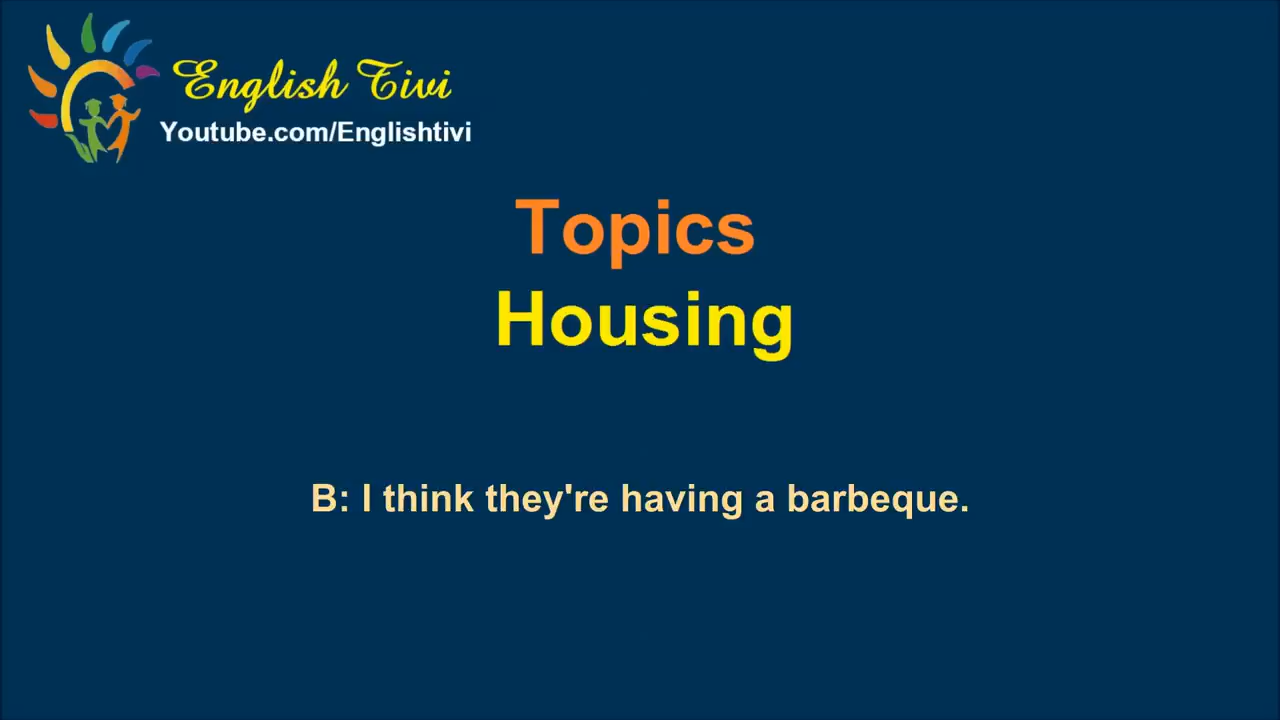 English Tivi
Youtube.com/Englishtivi
Topics
Housing
B: I think they're having a barbeque.